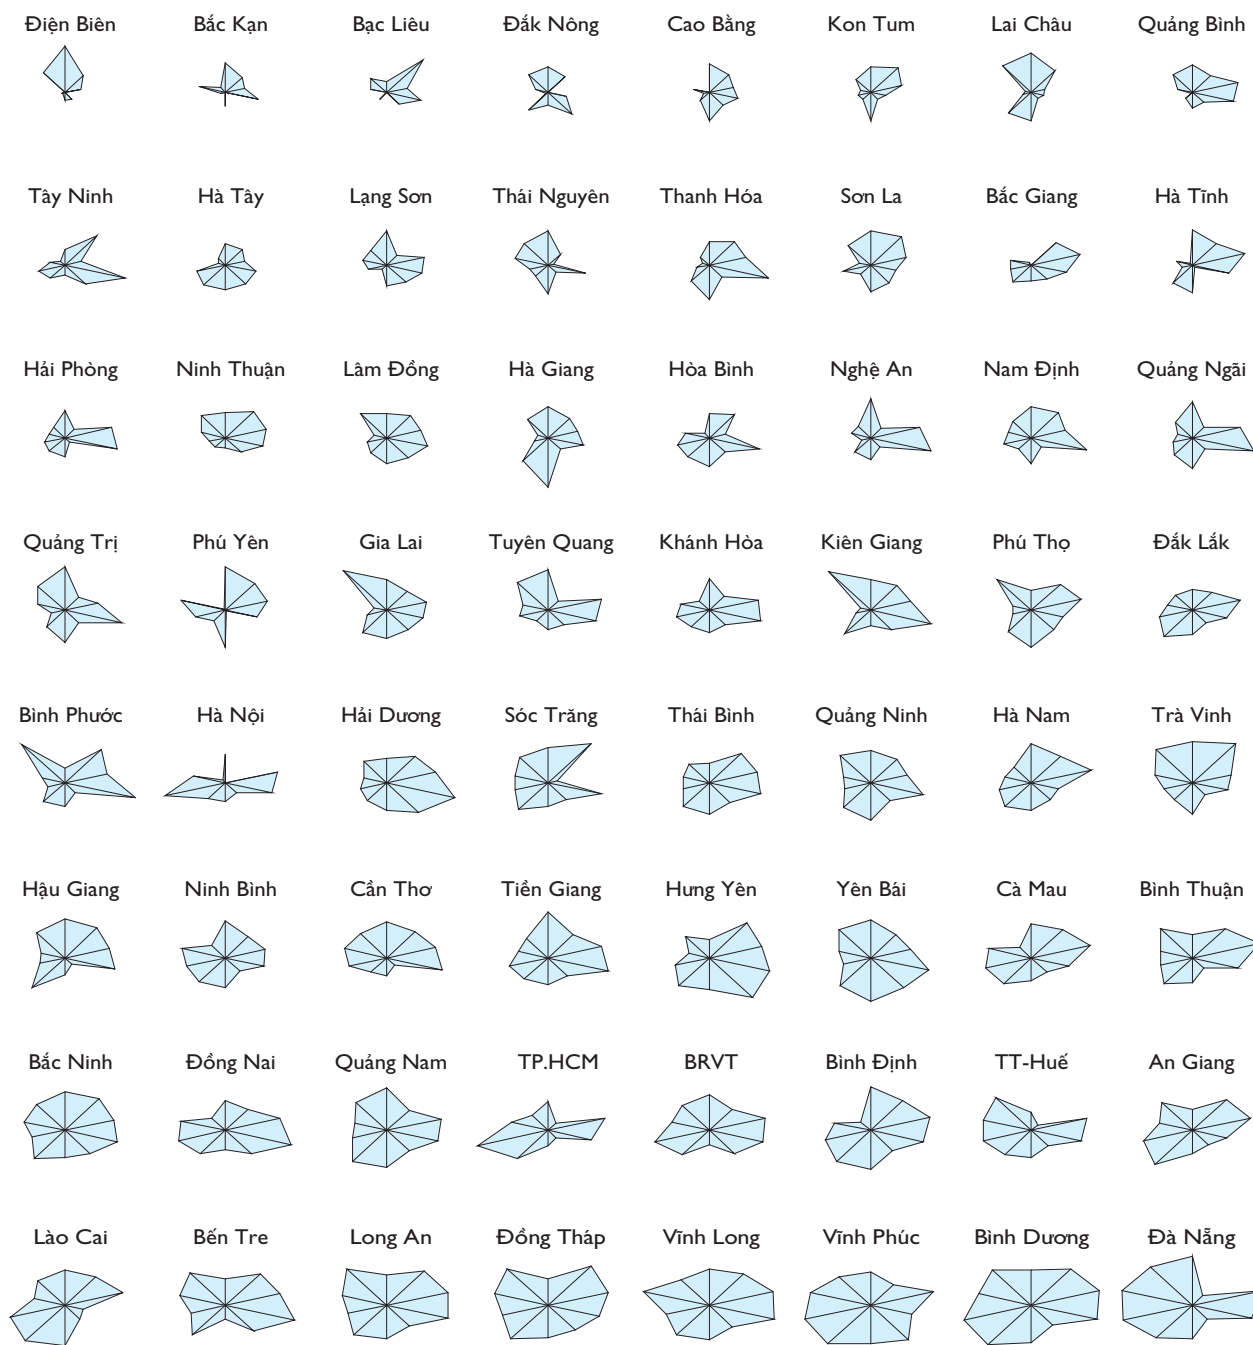 Điện Biên Bắc Kạn Bạc Liêu Đắk Nông Cao Bằng Kon Tum Lai Châu Quảng Bình
Tây Ninh Hà Tây Lạng Sơn Thái Nguyên Thanh Hóa Sơn La Bắc Giang Hà Tĩnh
Hải Phòng Ninh Thuận Lâm Đồng Hà Giang Hòa Bình Nghệ An Nam Định Quảng Ngãi
Quảng Trị Phú Yên Gia Lai Tuyên Quang Khánh Hòa Kiên Giang Phú Thọ Đắk Lắk
Bình Phước Hà Nội Hải Dương Sóc Trăng Thái Bình Quảng Ninh Hà Nam Trà Vinh
Hậu Giang Ninh Bình Cần Thơ Tiền Giang Hưng Yên Yên Bái Cà Mau Bình Thuận
Bắc Ninh Đồng Nai Quảng Nam TP.HCM BRVT Bình Định TT-Huế An Giang
Lào Cai Bến Tre Long An Đồng Tháp Vĩnh Long Vĩnh Phúc Bình Dương Đà Nẵng